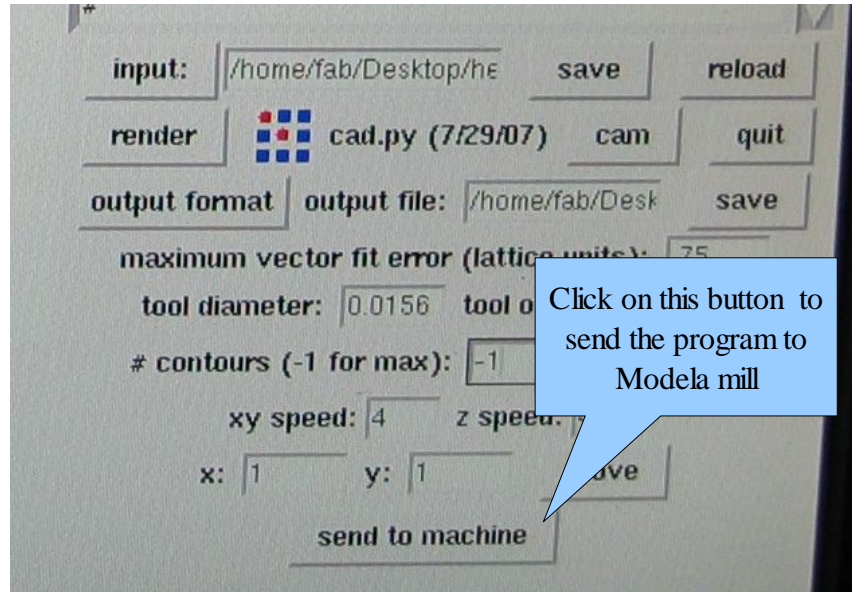 #
input: /home/fab/Desktop/he save reload
render cad.py (7/29/07) cam quit
output format output file: /home/fab/Desk save
maximum vector fit error (lattice units): .75
tool diameter: 0.0156 tool o
# contours (-1 for max): -1
xy speed: 4 z speed:
x: 1 y: 1
send to machine
Click on this button to
send the program to
Modela mill